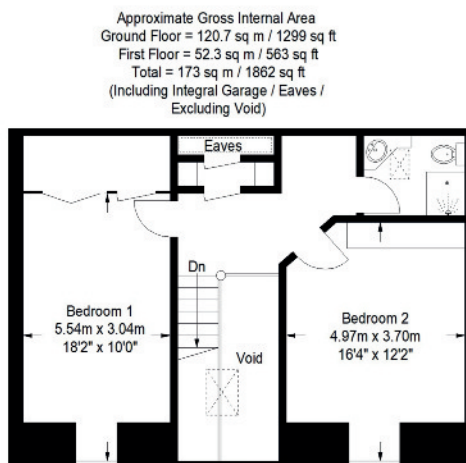 Approximate Gross Internal Area
Ground Floor = 120.7 sq m / 1299 sq ft
First Floor = 52.3 sq m / 563 sq ft
Total = 173 sq m / 1862 sq ft
(Including Integral Garage / Eaves /
Excluding Void)
Eaves
Dn
Bedroom 1
5.54m x 3.04m
18'2" x 10'0"
Void
Bedroom 2
4.97m x 3.70m
16'4" x 12'2"